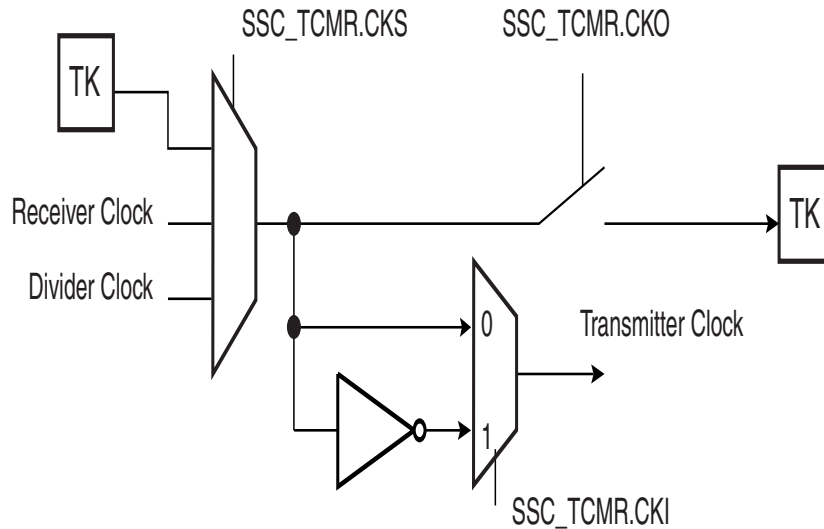 SSC_TCMR.CKS
SSC_TCMR.CKO
TK
Receiver Clock
TK
Divider Clock
0
Transmitter Clock
1
SSC_TCMR.CKI